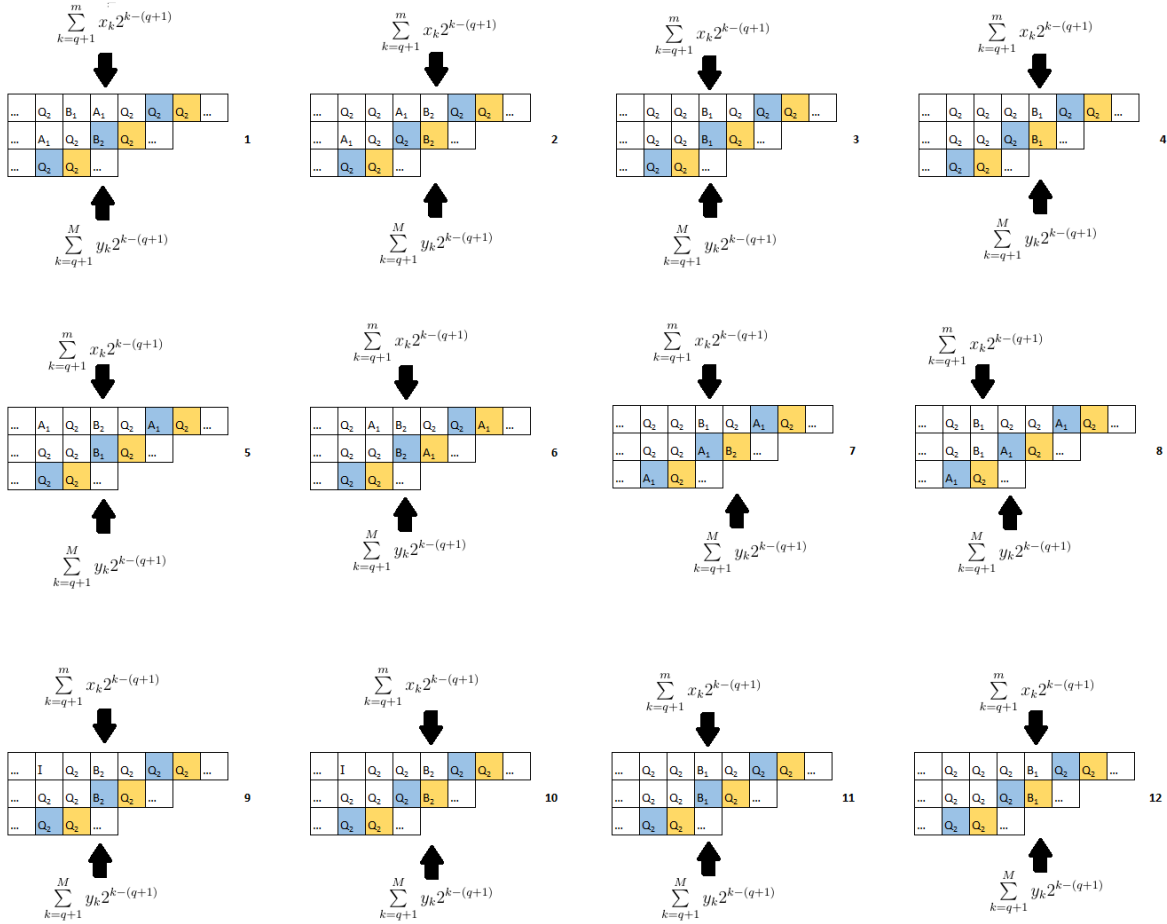 ∑_{k=q+1}^{m} x_k 2^{k-(q+1)}
... Q₂ B₁ A₁ Q₂ Q₂ Q₂ ...
... A₁ Q₂ B₂ Q₂ ... 1
... Q₂ Q₂ ...
∑_{k=q+1}^{M} y_k 2^{k-(q+1)}
∑_{k=q+1}^{m} x_k 2^{k-(q+1)}
... Q₂ Q₂ A₁ B₂ Q₂ Q₂ ...
... A₁ Q₂ Q₂ B₂ ... 2
... Q₂ Q₂ ...
∑_{k=q+1}^{M} y_k 2^{k-(q+1)}
∑_{k=q+1}^{m} x_k 2^{k-(q+1)}
... Q₂ Q₂ B₁ Q₂ Q₂ Q₂ ...
... Q₂ Q₂ B₁ Q₂ ... 3
... Q₂ Q₂ ...
∑_{k=q+1}^{M} y_k 2^{k-(q+1)}
∑_{k=q+1}^{m} x_k 2^{k-(q+1)}
... Q₂ Q₂ Q₂ B₁ Q₂ Q₂ ...
... Q₂ Q₂ Q₂ B₁ ... 4
... Q₂ Q₂ ...
∑_{k=q+1}^{M} y_k 2^{k-(q+1)}
∑_{k=q+1}^{m} x_k 2^{k-(q+1)}
... A₁ Q₂ B₂ Q₂ A₁ Q₂ ...
... Q₂ Q₂ B₁ Q₂ ... 5
... Q₂ Q₂ ...
∑_{k=q+1}^{M} y_k 2^{k-(q+1)}
∑_{k=q+1}^{m} x_k 2^{k-(q+1)}
... Q₂ A₁ B₂ Q₂ Q₂ A₁ ...
... Q₂ Q₂ B₂ A₁ ... 6
... Q₂ Q₂ ...
∑_{k=q+1}^{M} y_k 2^{k-(q+1)}
∑_{k=q+1}^{m} x_k 2^{k-(q+1)}
... Q₂ Q₂ B₁ Q₂ A₁ Q₂ ...
... Q₂ Q₂ A₁ B₂ ... 7
... A₁ Q₂ ...
∑_{k=q+1}^{M} y_k 2^{k-(q+1)}
∑_{k=q+1}^{m} x_k 2^{k-(q+1)}
... Q₂ B₁ Q₂ Q₂ A₁ Q₂ ...
... Q₂ B₁ A₁ Q₂ ... 8
... A₁ Q₂ ...
∑_{k=q+1}^{M} y_k 2^{k-(q+1)}
∑_{k=q+1}^{m} x_k 2^{k-(q+1)}
... I Q₂ B₂ Q₂ Q₂ Q₂ ...
... Q₂ Q₂ B₂ Q₂ ... 9
... Q₂ Q₂ ...
∑_{k=q+1}^{M} y_k 2^{k-(q+1)}
∑_{k=q+1}^{m} x_k 2^{k-(q+1)}
... I Q₂ Q₂ B₂ Q₂ Q₂ ...
... Q₂ Q₂ Q₂ B₂ ... 10
... Q₂ Q₂ ...
∑_{k=q+1}^{M} y_k 2^{k-(q+1)}
∑_{k=q+1}^{m} x_k 2^{k-(q+1)}
... Q₂ Q₂ B₁ Q₂ Q₂ Q₂ ...
... Q₂ Q₂ B₁ Q₂ ... 11
... Q₂ Q₂ ...
∑_{k=q+1}^{M} y_k 2^{k-(q+1)}
∑_{k=q+1}^{m} x_k 2^{k-(q+1)}
... Q₂ Q₂ Q₂ B₁ Q₂ Q₂ ...
... Q₂ Q₂ Q₂ B₁ ... 12
... Q₂ Q₂ ...
∑_{k=q+1}^{M} y_k 2^{k-(q+1)}